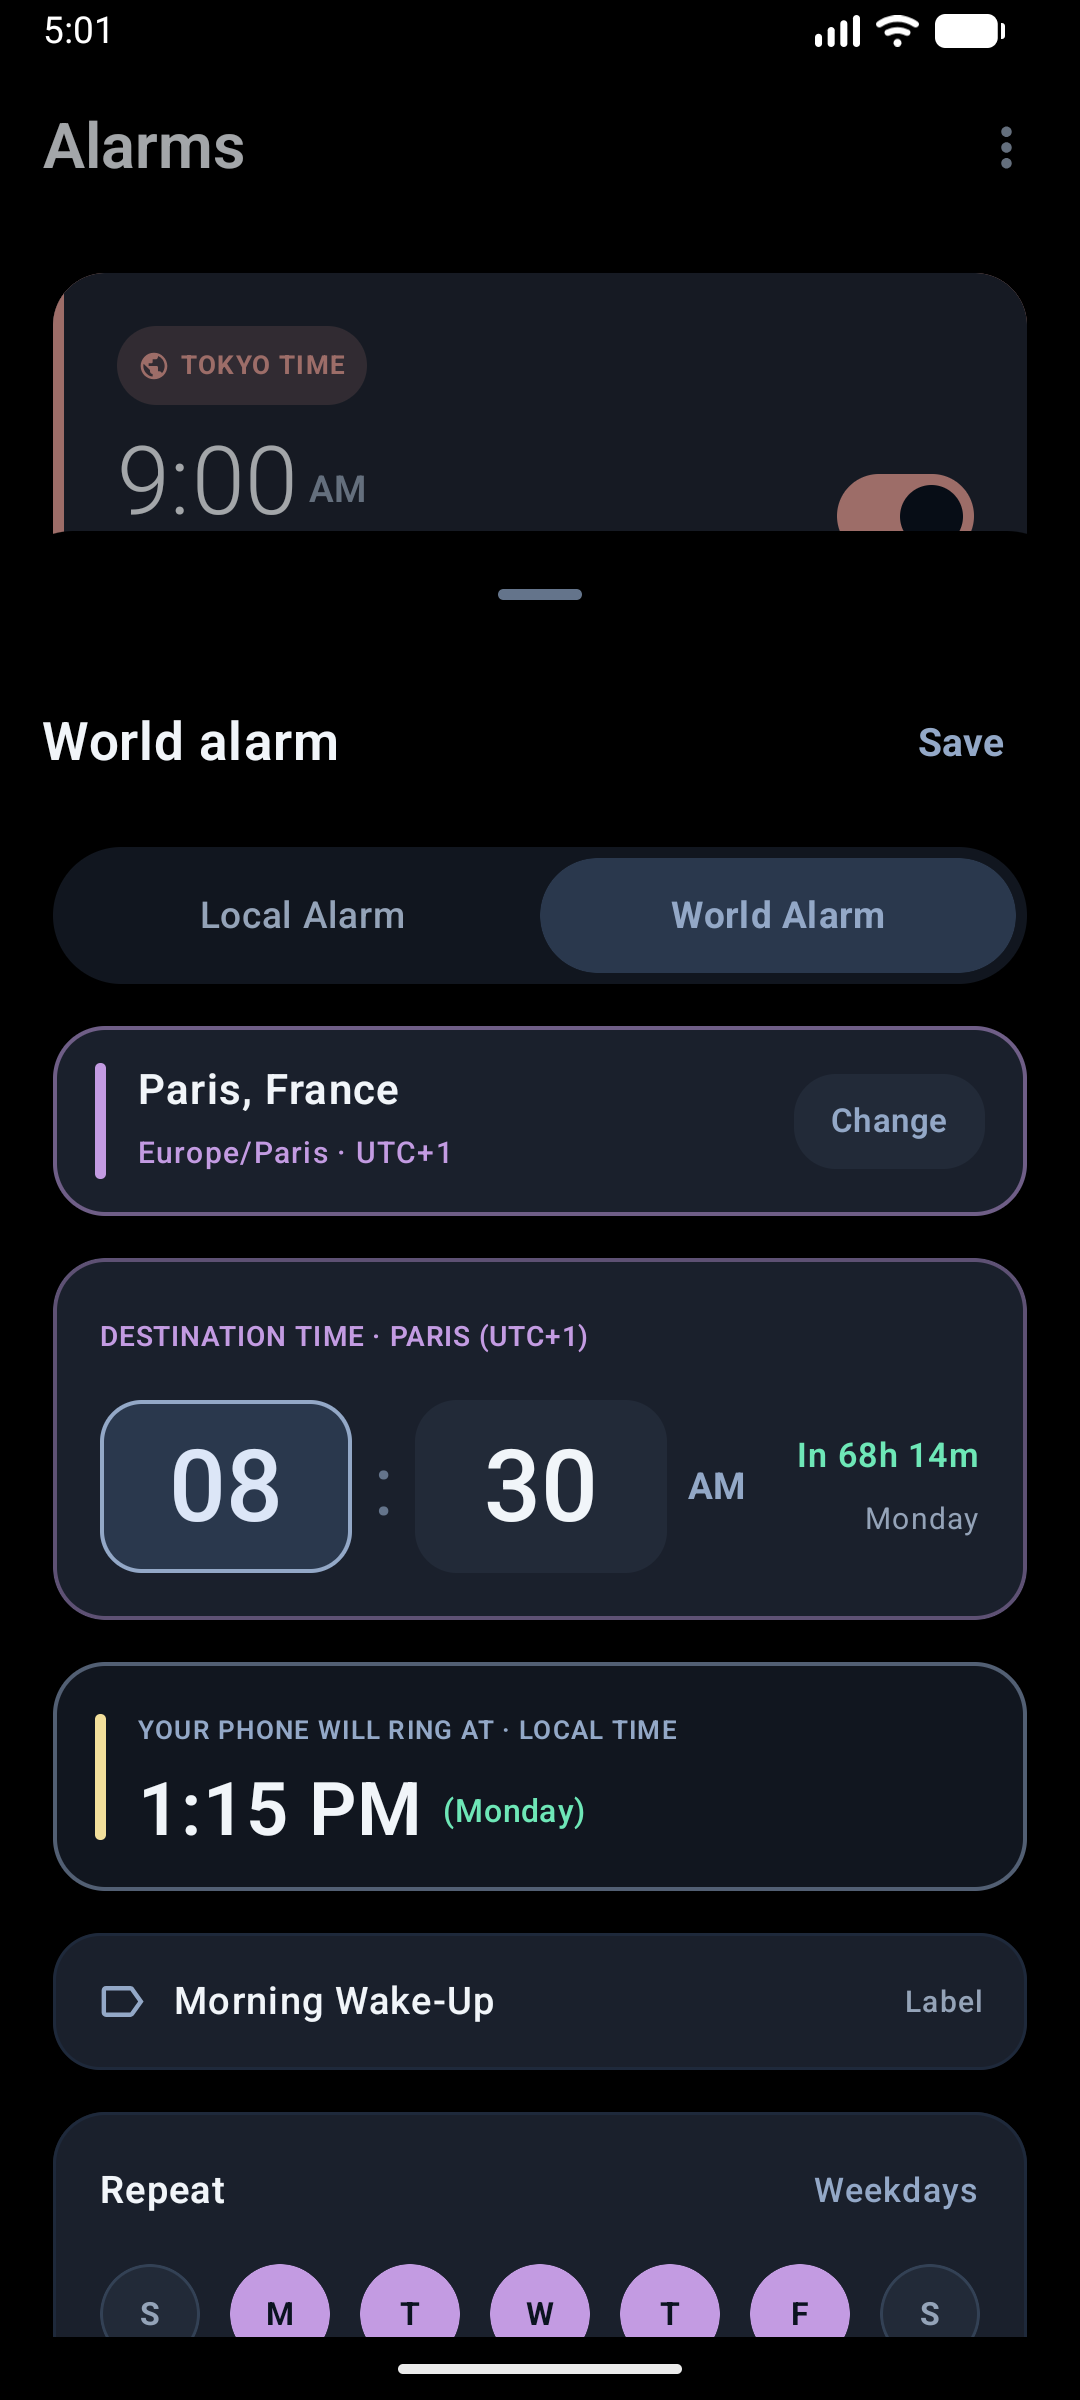 5:01
Alarms
TOKYO TIME
9:00 AM
World alarm
Save
Local Alarm
World Alarm
Paris, France
Europe/Paris · UTC+1
Change
DESTINATION TIME · PARIS (UTC+1)
08 : 30 AM
In 68h 14m
Monday
YOUR PHONE WILL RING AT · LOCAL TIME
1:15 PM (Monday)
Morning Wake-Up
Label
Repeat
Weekdays
S M T W T F S